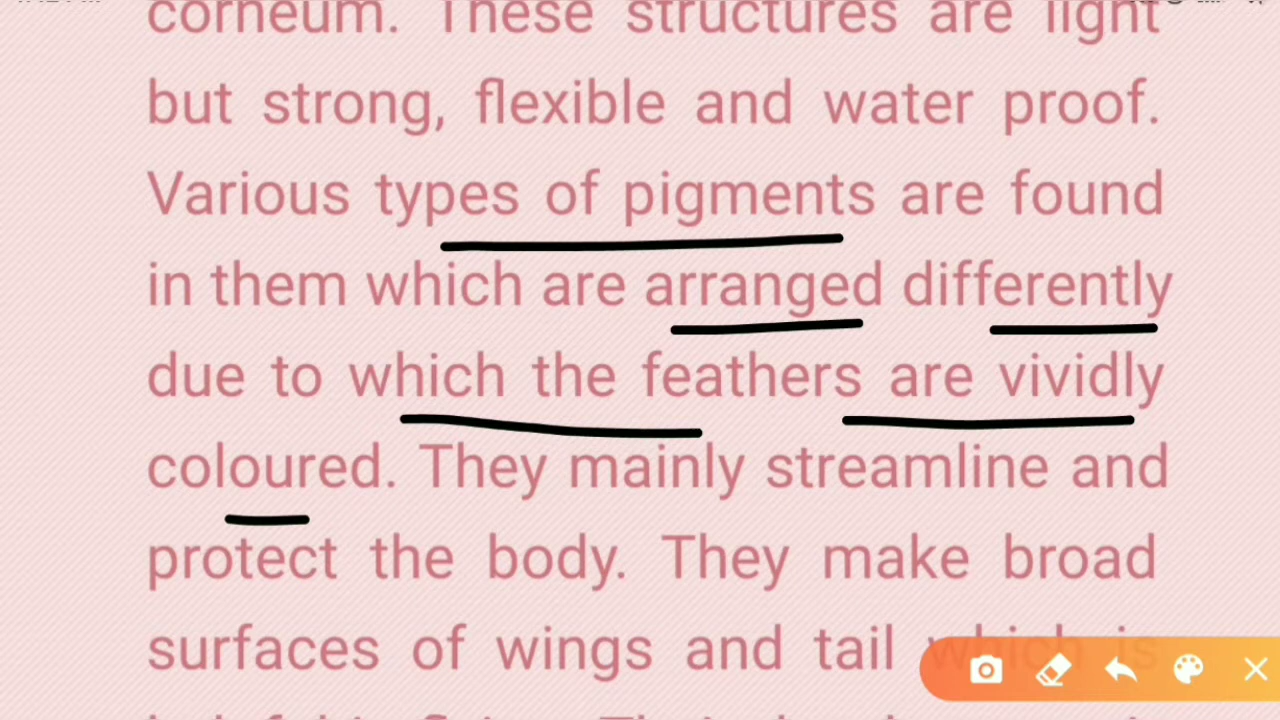 corneum. These structures are light
but strong, flexible and water proof.
Various types of pigments are found
in them which are arranged differently
due to which the feathers are vividly
coloured. They mainly streamline and
protect the body. They make broad
surfaces of wings and tail which is